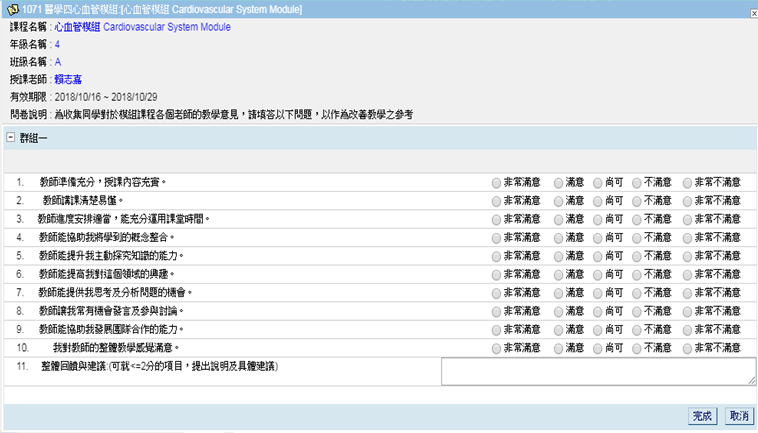 1071 醫學四心血管模組:[心血管模組 Cardiovascular System Module]
課程名稱 : 心血管模組 Cardiovascular System Module
年級名稱 : 4
班級名稱 : A
授課老師 : 賴志嘉
有效期限 : 2018/10/16 ~ 2018/10/29
問卷說明 : 為收集同學對於模組課程各個老師的教學意見，請填答以下問題，以作為改善教學之參考
群組一
1. 教師準備充分，授課內容充實。 非常滿意 滿意 尚可 不滿意 非常不滿意
2. 教師講課清楚易懂。 非常滿意 滿意 尚可 不滿意 非常不滿意
3. 教師進度安排適當，能充分運用課堂時間。 非常滿意 滿意 尚可 不滿意 非常不滿意
4. 教師能協助我將學到的概念整合。 非常滿意 滿意 尚可 不滿意 非常不滿意
5. 教師能提升我主動探究知識的能力。 非常滿意 滿意 尚可 不滿意 非常不滿意
6. 教師能提高我對這個領域的興趣。 非常滿意 滿意 尚可 不滿意 非常不滿意
7. 教師能提供我思考及分析問題的機會。 非常滿意 滿意 尚可 不滿意 非常不滿意
8. 教師讓我常有機會發言及參與討論。 非常滿意 滿意 尚可 不滿意 非常不滿意
9. 教師能協助我發展團隊合作的能力。 非常滿意 滿意 尚可 不滿意 非常不滿意
10. 我對教師的整體教學感覺滿意。 非常滿意 滿意 尚可 不滿意 非常不滿意
11. 整體回饋與建議:(可就<=2分的項目，提出說明及具體建議)
完成 取消